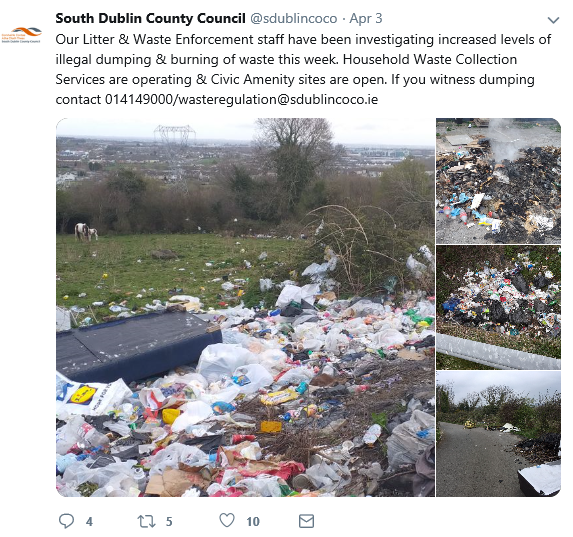 South Dublin County Council @sdublincoco · Apr 3
Our Litter & Waste Enforcement staff have been investigating increased levels of
illegal dumping & burning of waste this week. Household Waste Collection
Services are operating & Civic Amenity sites are open. If you witness dumping
contact 014149000/wasteregulation@sdublincoco.ie
4 5 10